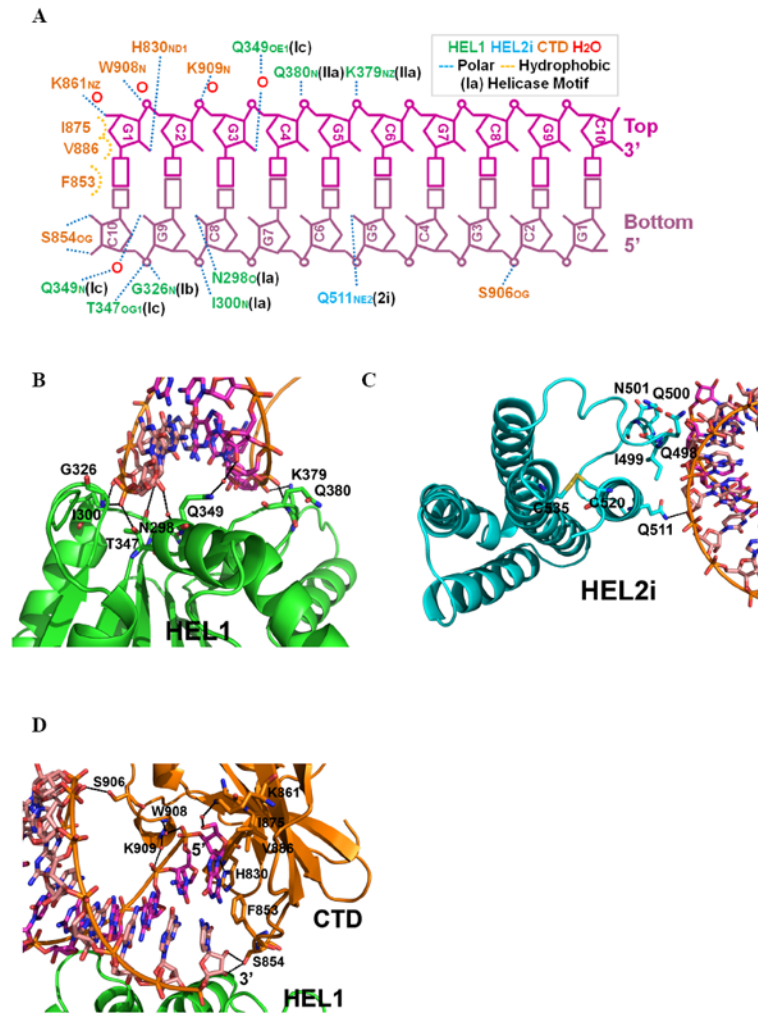 A
H830ND1
Q349OE1(Ic)
HEL1 HEL2i CTD H2O
Polar Hydrophobic
(Ia) Helicase Motif
W908N
K909N
Q380N(IIa)
K379NZ(IIa)
K861NZ
O
O
O
O
I875
V886
F853
G1
C2
G3
C4
G5
C6
G7
C8
G9
C10
Top
3'
S854OG
C10
G9
C8
G7
C6
G5
C4
G3
C2
G1
Bottom
5'
O
Q349N(Ic)
G326N(Ib)
T347OG1(Ic)
N298O(Ia)
I300N(Ia)
Q511NE2(2i)
S906OG
B
G326
I300
T347
N298
Q349
K379
Q380
HEL1
C
N501
Q500
I499
Q498
C535
C520
Q511
HEL2i
D
S906
W908
K909
5'
K861
I875
V886
H830
F853
CTD
S854
3'
HEL1